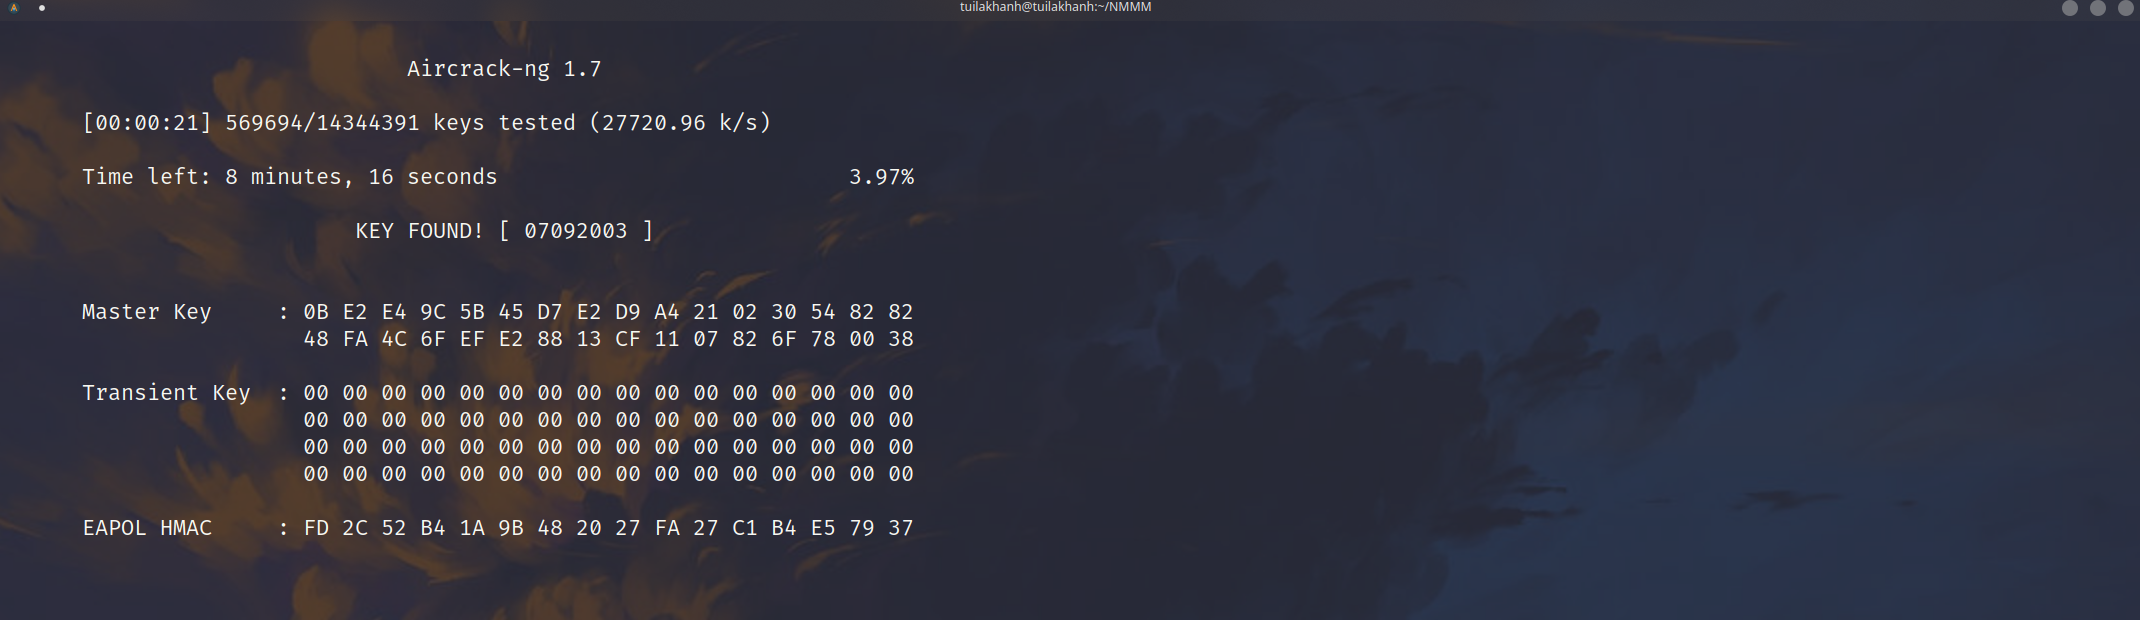 tuilakhanh@tuilakhanh:~/NMMM
Aircrack-ng 1.7
[00:00:21] 569694/14344391 keys tested (27720.96 k/s)
Time left: 8 minutes, 16 seconds 3.97%
KEY FOUND! [ 07092003 ]
Master Key : 0B E2 E4 9C 5B 45 D7 E2 D9 A4 21 02 30 54 82 82
48 FA 4C 6F EF E2 88 13 CF 11 07 82 6F 78 00 38
Transient Key : 00 00 00 00 00 00 00 00 00 00 00 00 00 00 00 00
00 00 00 00 00 00 00 00 00 00 00 00 00 00 00 00
00 00 00 00 00 00 00 00 00 00 00 00 00 00 00 00
00 00 00 00 00 00 00 00 00 00 00 00 00 00 00 00
EAPOL HMAC : FD 2C 52 B4 1A 9B 48 20 27 FA 27 C1 B4 E5 79 37